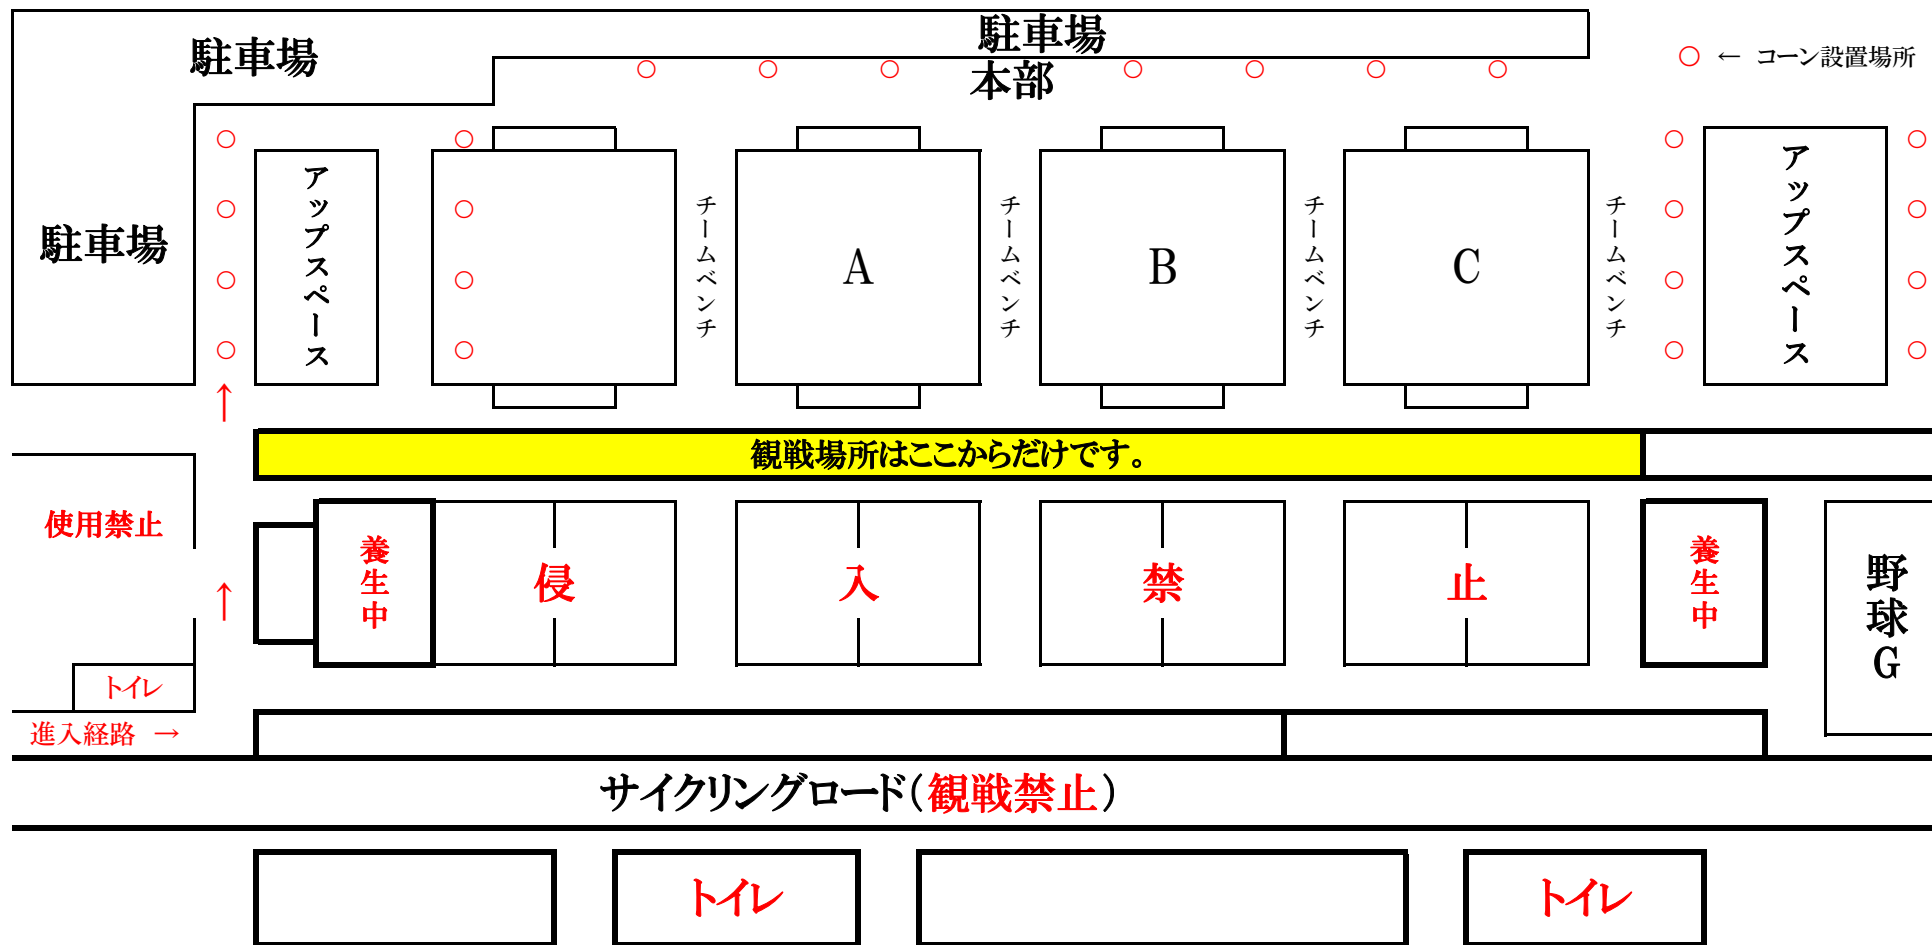 駐車場
駐車場
本部
○ ← コーン設置場所
駐車場
アップスペース
チームベンチ
A
チームベンチ
B
チームベンチ
C
チームベンチ
アップスペース
↑
観戦場所はここからだけです。
使用禁止
↑
養生中
侵
入
禁
止
養生中
野球G
トイレ
進入経路 →
サイクリングロード(観戦禁止)
トイレ
トイレ